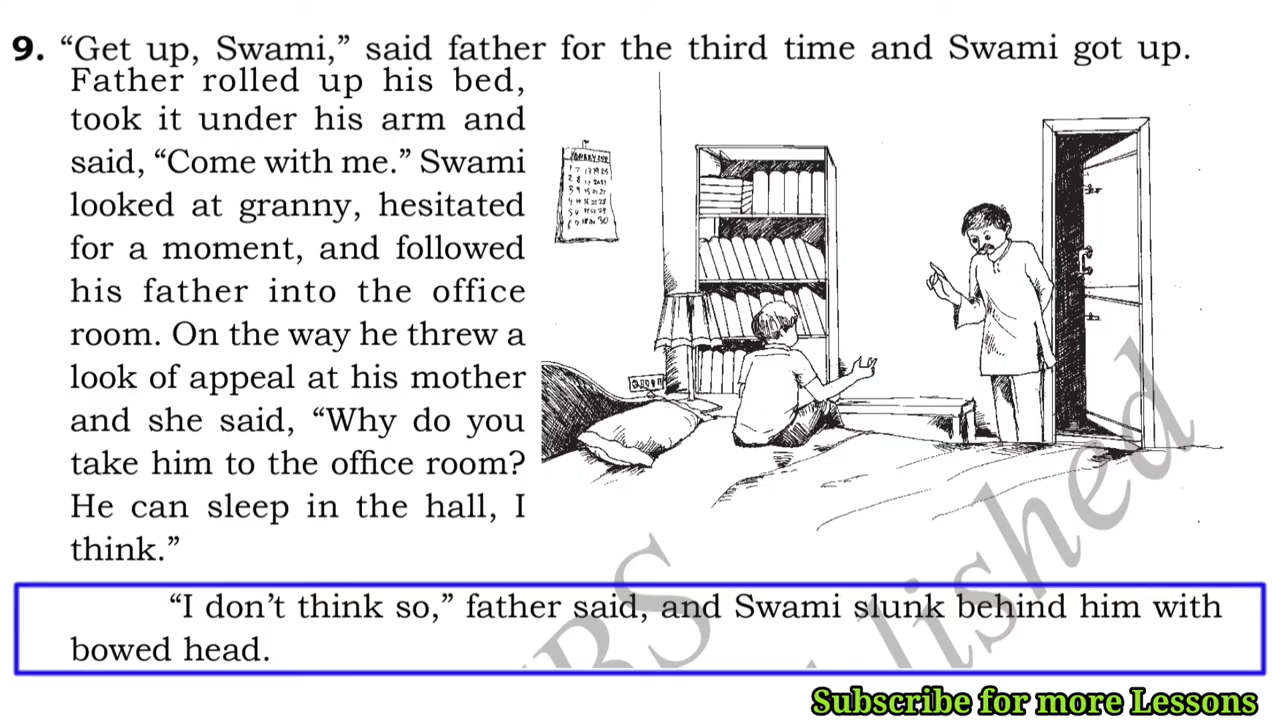 9. “Get up, Swami,” said father for the third time and Swami got up.
Father rolled up his bed,
took it under his arm and
said, “Come with me.” Swami
looked at granny, hesitated
for a moment, and followed
his father into the office
room. On the way he threw a
look of appeal at his mother
and she said, “Why do you
take him to the office room?
He can sleep in the hall, I
think.”
“I don’t think so,” father said, and Swami slunk behind him with
bowed head.
BS
lished
Subscribe for more Lessons